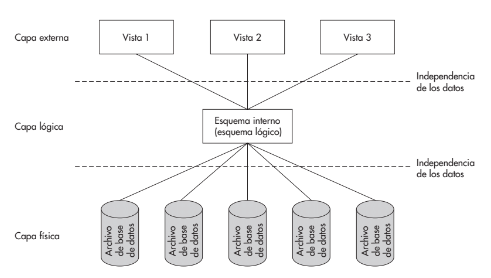 Capa externa
Vista 1
Vista 2
Vista 3
Independencia
de los datos
Capa lógica
Esquema interno
(esquema lógico)
Independencia
de los datos
Capa física
Archivo
de base
de datos
Archivo
de base
de datos
Archivo
de base
de datos
Archivo
de base
de datos
Archivo
de base
de datos